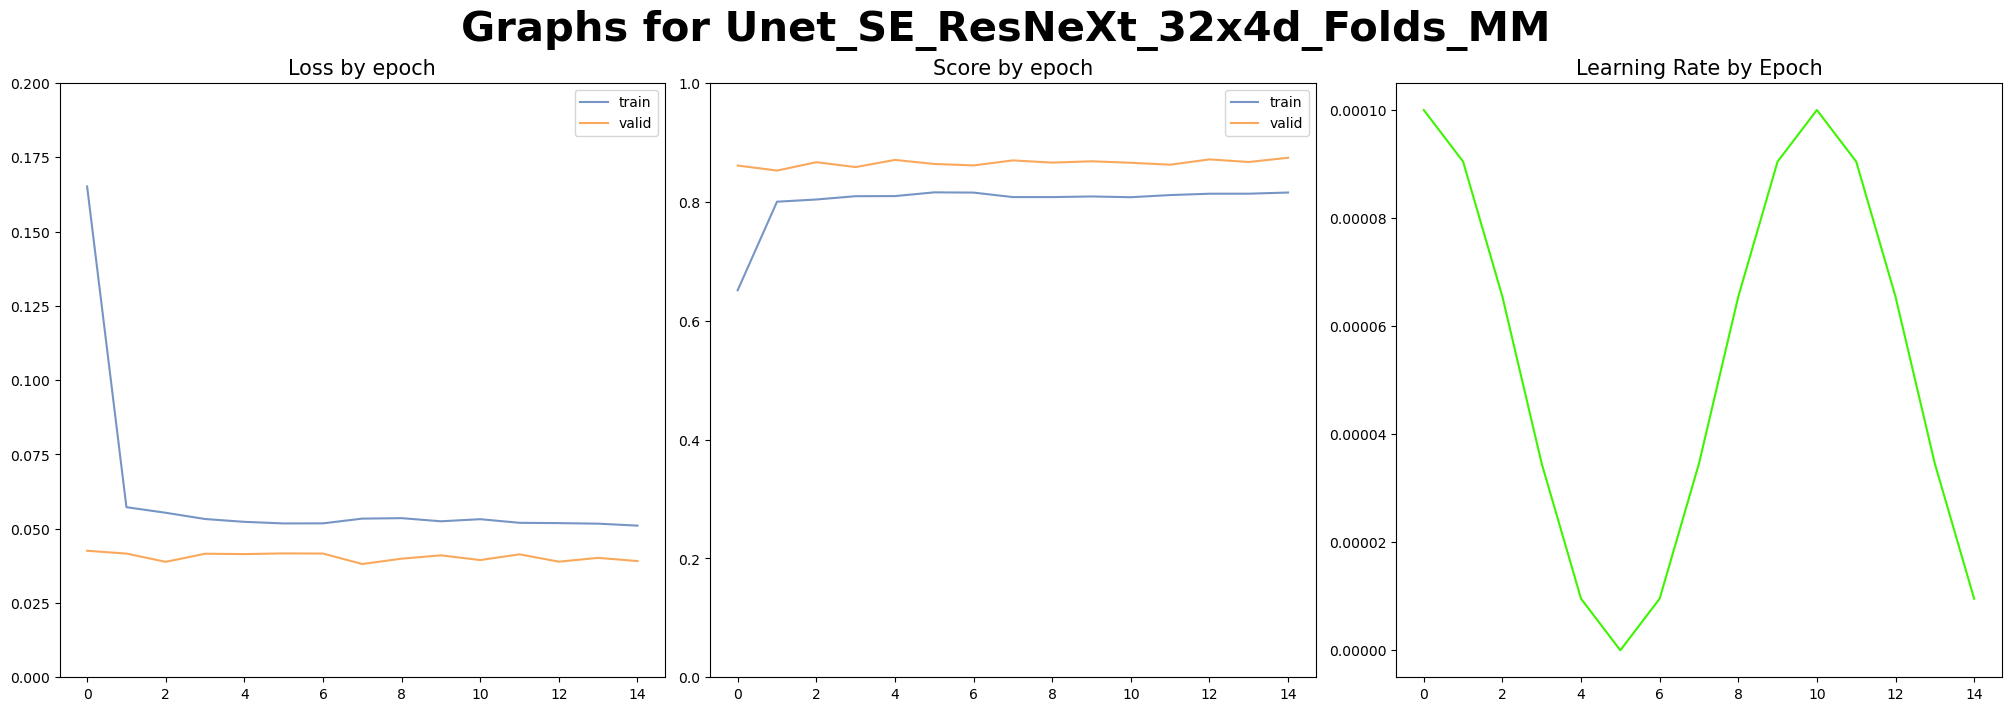 Graphs for Unet_SE_ResNeXt_32x4d_Folds_MM
Loss by epoch
0.200
0.175
0.150
0.125
0.100
0.075
0.050
0.025
0.000
0 2 4 6 8 10 12 14
train
valid
Score by epoch
1.0
0.8
0.6
0.4
0.2
0.0
0 2 4 6 8 10 12 14
train
valid
Learning Rate by Epoch
0.00010
0.00008
0.00006
0.00004
0.00002
0.00000
0 2 4 6 8 10 12 14